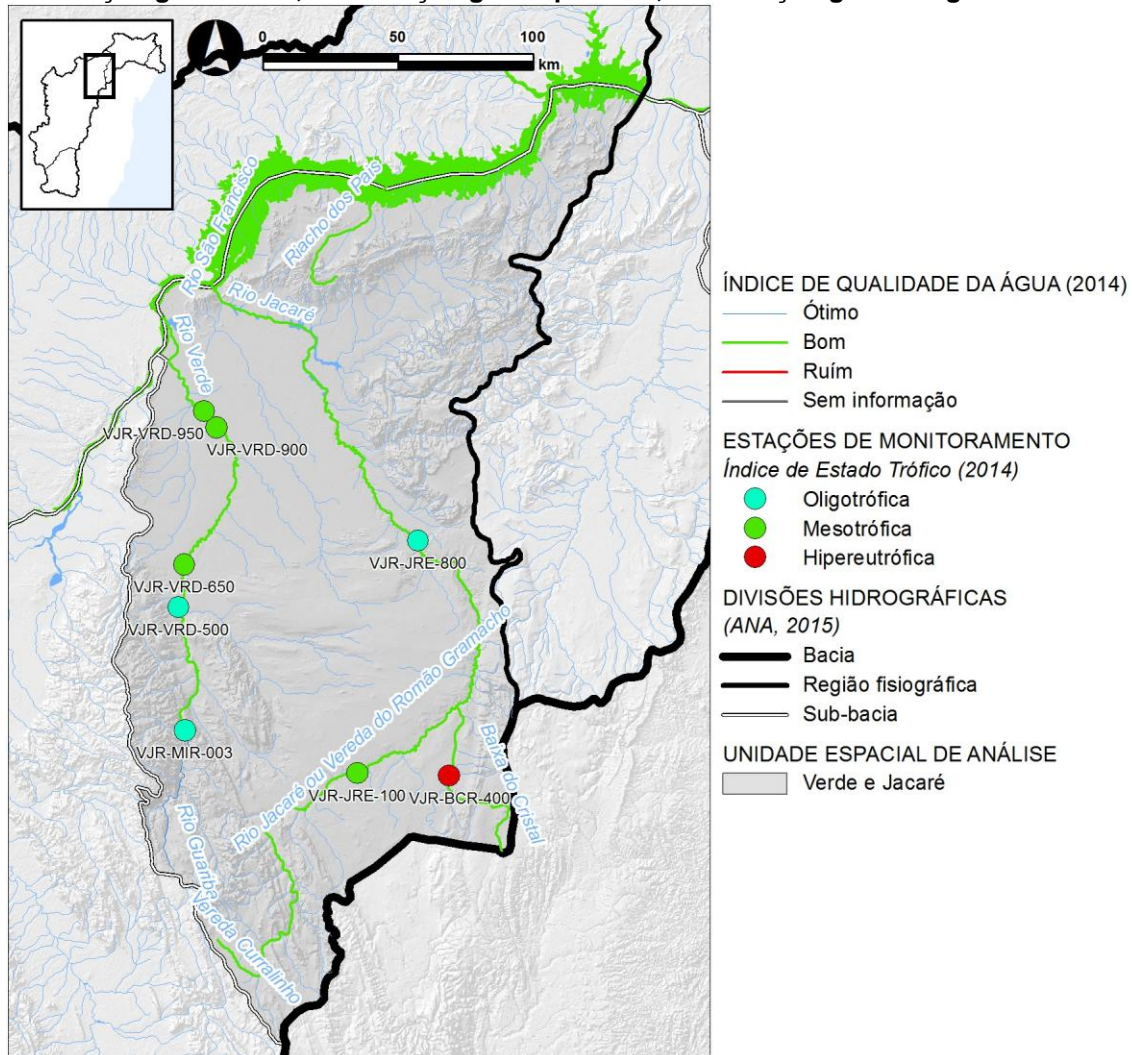 0 50 100
km
Rio São Francisco
Riacho dos Pais
Rio Jacaré
Rio Verde
VJR-VRD-950
VJR-VRD-900
VJR-JRE-800
VJR-VRD-650
VJR-VRD-500
Rio Jacaré ou Vereda do Romão Gramacho
VJR-MIR-003
Baixa do Cristal
VJR-JRE-100
VJR-BCR-400
Rio Guariba
Vereda Curralinho
ÍNDICE DE QUALIDADE DA ÁGUA (2014)
Ótimo
Bom
Ruím
Sem informação
ESTAÇÕES DE MONITORAMENTO
Índice de Estado Trófico (2014)
Oligotrófica
Mesotrófica
Hipereutrófica
DIVISÕES HIDROGRÁFICAS
(ANA, 2015)
Bacia
Região fisiográfica
Sub-bacia
UNIDADE ESPACIAL DE ANÁLISE
Verde e Jacaré